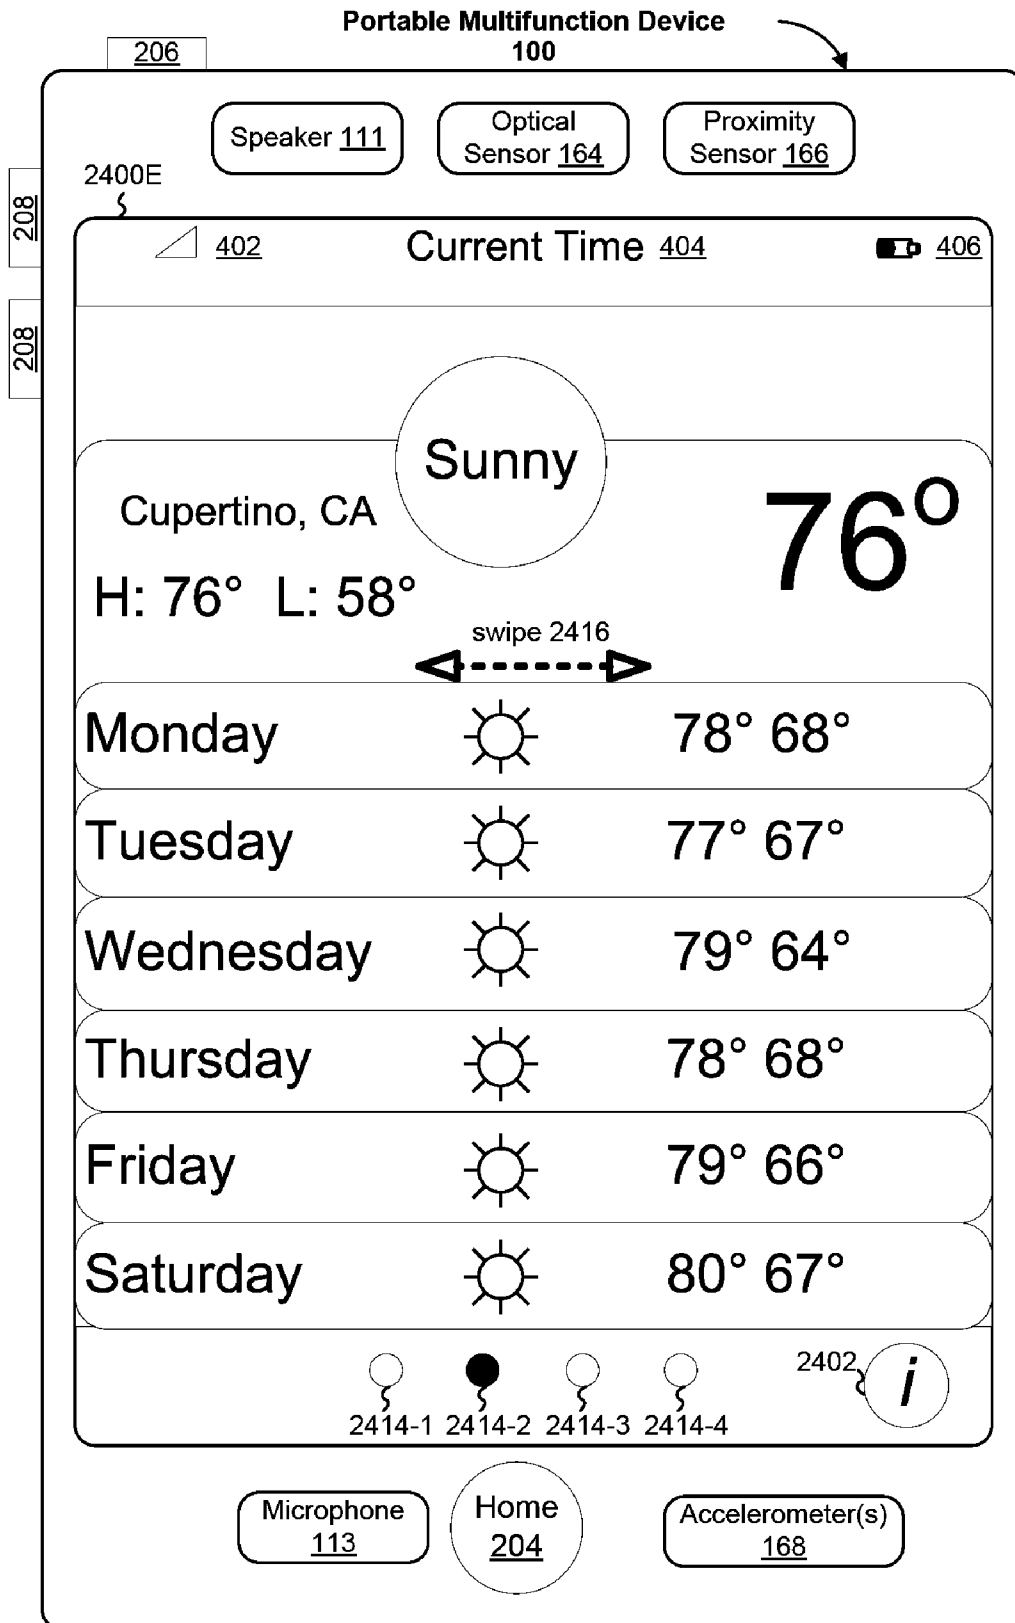 Portable Multifunction Device
100
206
Speaker 111
Optical
Sensor 164
Proximity
Sensor 166
2400E
208
208
402
Current Time 404
406
Sunny
Cupertino, CA
76°
H: 76° L: 58°
swipe 2416
Monday 78° 68°
Tuesday 77° 67°
Wednesday 79° 64°
Thursday 78° 68°
Friday 79° 66°
Saturday 80° 67°
2402
i
2414-1 2414-2 2414-3 2414-4
Microphone
113
Home
204
Accelerometer(s)
168